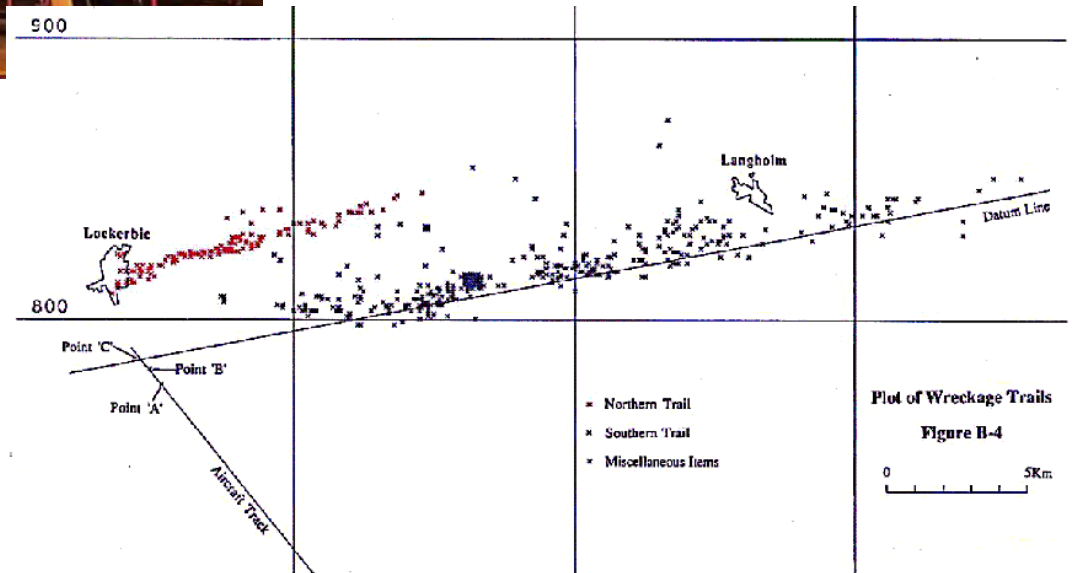 900
Langholm
Datum Line
Lockerbie
800
Point 'C'
Point 'B'
Point 'A'
Aircraft Track
Northern Trail
Southern Trail
Miscellaneous Items
Plot of Wreckage Trails
Figure B-4
0 5Km